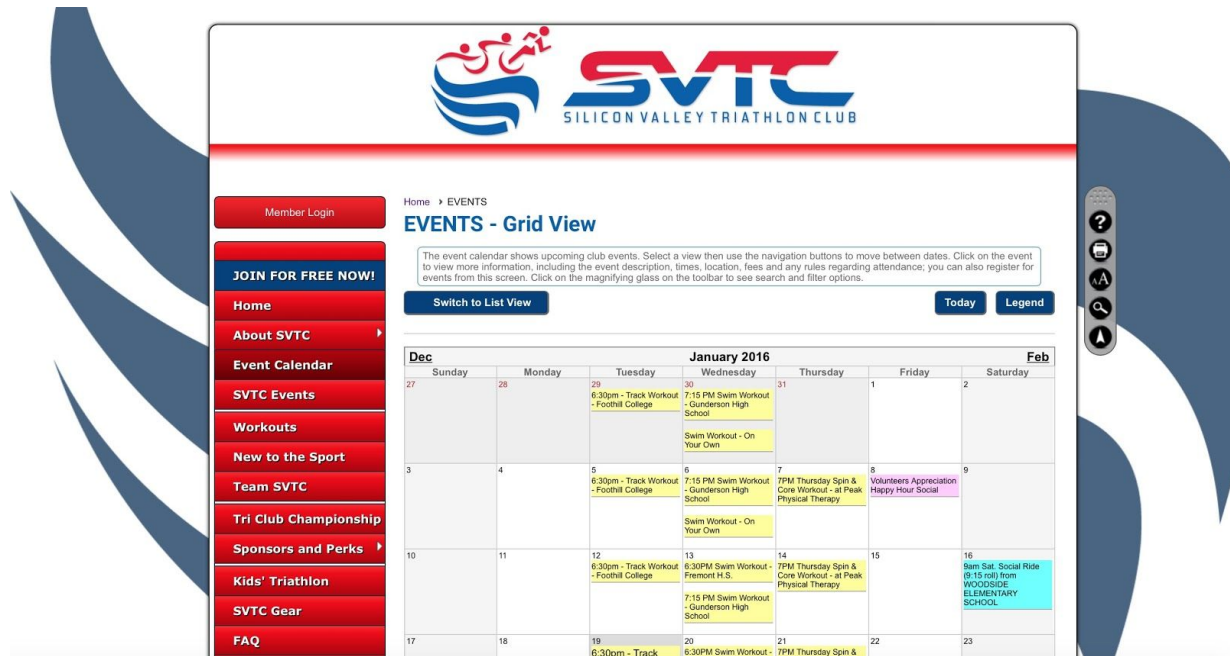 SVTC
SILICON VALLEY TRIATHLON CLUB
Member Login
JOIN FOR FREE NOW!
Home
About SVTC
Event Calendar
SVTC Events
Workouts
New to the Sport
Team SVTC
Tri Club Championship
Sponsors and Perks
Kids' Triathlon
SVTC Gear
FAQ
Home › EVENTS
EVENTS - Grid View
The event calendar shows upcoming club events. Select a view then use the navigation buttons to move between dates. Click on the event
to view more information, including the event description, times, location, fees and any rules regarding attendance; you can also register for
events from this screen. Click on the magnifying glass on the toolbar to see search and filter options.
Switch to List View
Today
Legend
?
AA
Dec January 2016 Feb
Sunday Monday Tuesday Wednesday Thursday Friday Saturday
27 28 29 30 31 1 2
6:30pm - Track Workout
- Foothill College
7:15 PM Swim Workout
- Gunderson High
School
Swim Workout - On
Your Own
3 4 5 6 7 8 9
6:30pm - Track Workout
- Foothill College
7:15 PM Swim Workout
- Gunderson High
School
Swim Workout - On
Your Own
7PM Thursday Spin &
Core Workout - at Peak
Physical Therapy
Volunteers Appreciation
Happy Hour Social
10 11 12 13 14 15 16
6:30pm - Track Workout
- Foothill College
6:30PM Swim Workout -
Fremont H.S.
7:15 PM Swim Workout
- Gunderson High
School
7PM Thursday Spin &
Core Workout - at Peak
Physical Therapy
9am Sat. Social Ride
(9:15 roll) from
WOODSIDE
ELEMENTARY
SCHOOL
17 18 19 20 21 22 23
6:30pm - Track
6:30PM Swim Workout -
7PM Thursday Spin &